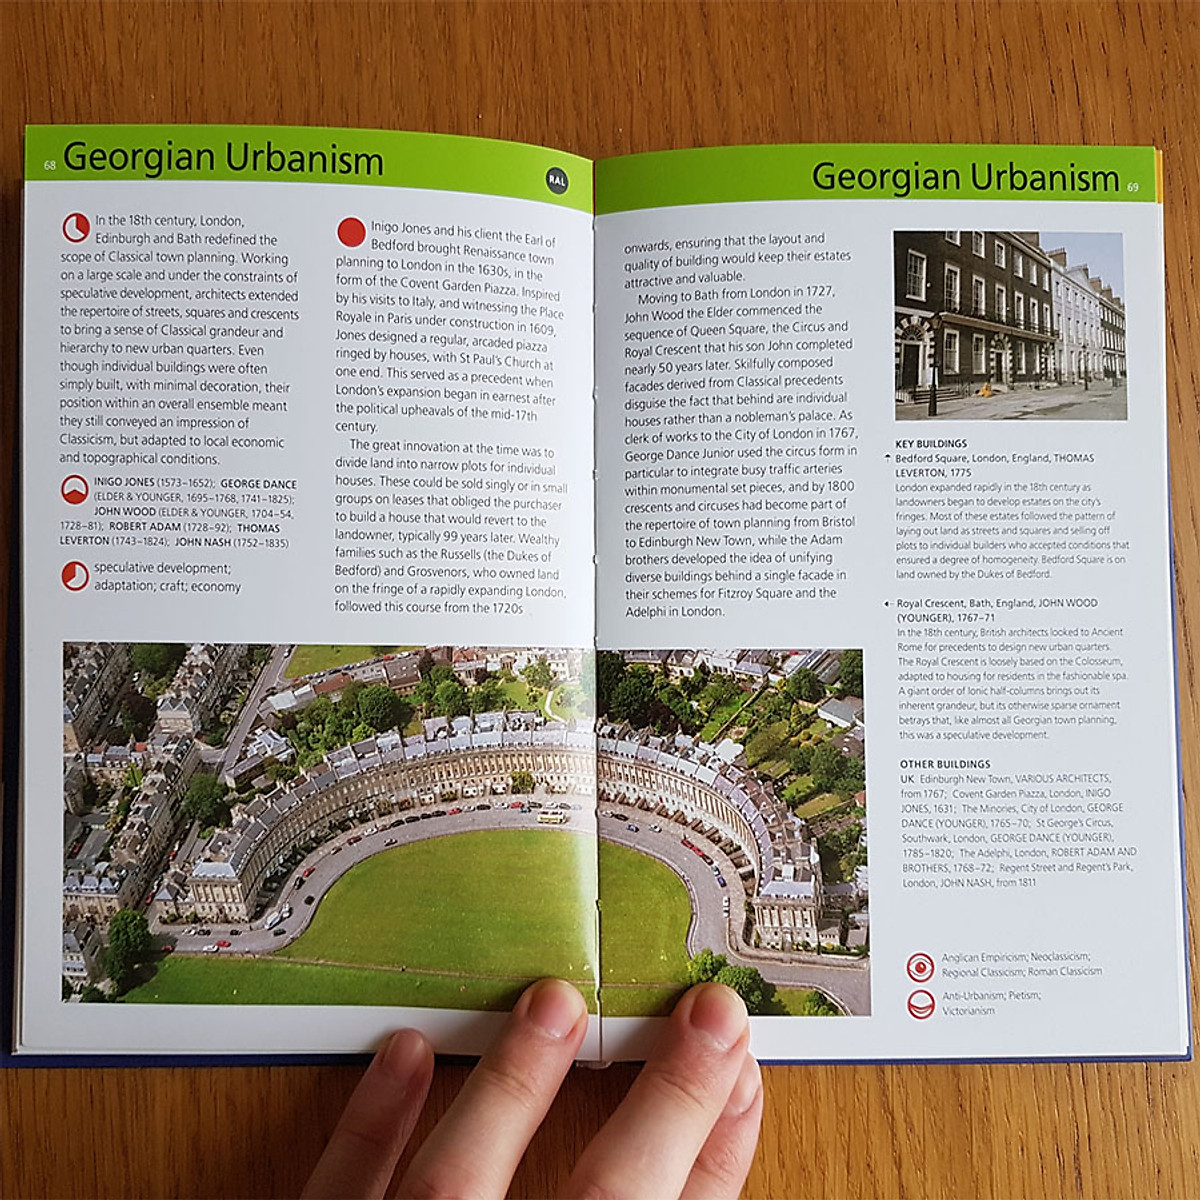 68 Georgian Urbanism
RAL
In the 18th century, London,
Edinburgh and Bath redefined the
scope of Classical town planning. Working
on a large scale and under the constraints of
speculative development, architects extended
the repertoire of streets, squares and crescents
to bring a sense of Classical grandeur and
hierarchy to new urban quarters. Even
though individual buildings were often
simply built, with minimal decoration, their
position within an overall ensemble meant
they still conveyed an impression of
Classicism, but adapted to local economic
and topographical conditions.
INIGO JONES (1573–1652); GEORGE DANCE
(ELDER & YOUNGER, 1695–1768, 1741–1825);
JOHN WOOD (ELDER & YOUNGER, 1704–54,
1728–81); ROBERT ADAM (1728–92); THOMAS
LEVERTON (1743–1824); JOHN NASH (1752–1835)
speculative development;
adaptation; craft; economy
Inigo Jones and his client the Earl of
Bedford brought Renaissance town
planning to London in the 1630s, in the
form of the Covent Garden Piazza. Inspired
by his visits to Italy, and witnessing the Place
Royale in Paris under construction in 1609,
Jones designed a regular, arcaded piazza
ringed by houses, with St Paul's Church at
one end. This served as a precedent when
London's expansion began in earnest after
the political upheavals of the mid-17th
century.
The great innovation at the time was to
divide land into narrow plots for individual
houses. These could be sold singly or in small
groups on leases that obliged the purchaser
to build a house that would revert to the
landowner, typically 99 years later. Wealthy
families such as the Russells (the Dukes of
Bedford) and Grosvenors, who owned land
on the fringe of a rapidly expanding London,
followed this course from the 1720s
Georgian Urbanism 69
onwards, ensuring that the layout and
quality of building would keep their estates
attractive and valuable.
Moving to Bath from London in 1727,
John Wood the Elder commenced the
sequence of Queen Square, the Circus and
Royal Crescent that his son John completed
nearly 50 years later. Skilfully composed
facades derived from Classical precedents
disguise the fact that behind are individual
houses rather than a nobleman's palace. As
clerk of works to the City of London in 1767,
George Dance Junior used the circus form in
particular to integrate busy traffic arteries
within monumental set pieces, and by 1800
crescents and circuses had become part of
the repertoire of town planning from Bristol
to Edinburgh New Town, while the Adam
brothers developed the idea of unifying
diverse buildings behind a single facade in
their schemes for Fitzroy Square and the
Adelphi in London.
KEY BUILDINGS
Bedford Square, London, England, THOMAS
LEVERTON, 1775
London expanded rapidly in the 18th century as
landowners began to develop estates on the city's
fringes. Most of these estates followed the pattern of
laying out land as streets and squares and selling off
plots to individual builders who accepted conditions that
ensured a degree of homogeneity. Bedford Square is on
land owned by the Dukes of Bedford.
Royal Crescent, Bath, England, JOHN WOOD
(YOUNGER), 1767–71
In the 18th century, British architects looked to Ancient
Rome for precedents to design new urban quarters.
The Royal Crescent is loosely based on the Colosseum,
adapted to housing for residents in the fashionable spa.
A giant order of Ionic half-columns brings out its
inherent grandeur, but its otherwise sparse ornament
betrays that, like almost all Georgian town planning,
this was a speculative development.
OTHER BUILDINGS
UK Edinburgh New Town, VARIOUS ARCHITECTS,
from 1767; Covent Garden Piazza, London, INIGO
JONES, 1631; The Minories, City of London, GEORGE
DANCE (YOUNGER), 1765–70; St George's Circus,
Southwark, London, GEORGE DANCE (YOUNGER),
1785–1820; The Adelphi, London, ROBERT ADAM AND
BROTHERS, 1768–72; Regent Street and Regent's Park,
London, JOHN NASH, from 1811
Anglican Empiricism; Neoclassicism;
Regional Classicism; Roman Classicism
Anti-Urbanism; Pietism;
Victorianism